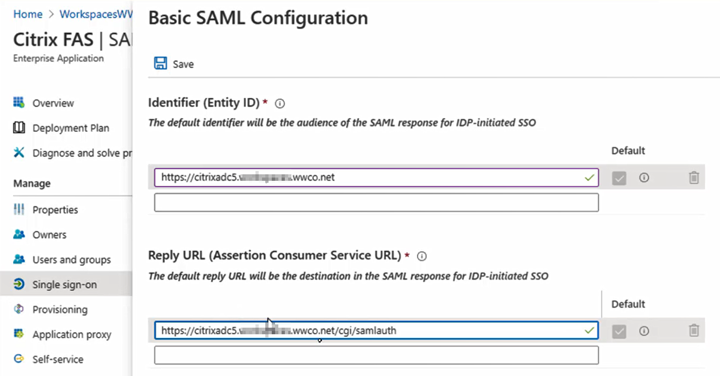 Home > WorkspacesWW
Citrix FAS | SA
Enterprise Application
Overview
Deployment Plan
Diagnose and solve pr
Manage
Properties
Owners
Users and groups
Single sign-on
Provisioning
Application proxy
Self-service
Basic SAML Configuration
Save
Identifier (Entity ID) *
The default identifier will be the audience of the SAML response for IDP-initiated SSO
Default
https://citrixadc5. .wwco.net
Reply URL (Assertion Consumer Service URL) *
The default reply URL will be the destination in the SAML response for IDP-initiated SSO
Default
https://citrixadc5. .wwco.net/cgi/samlauth